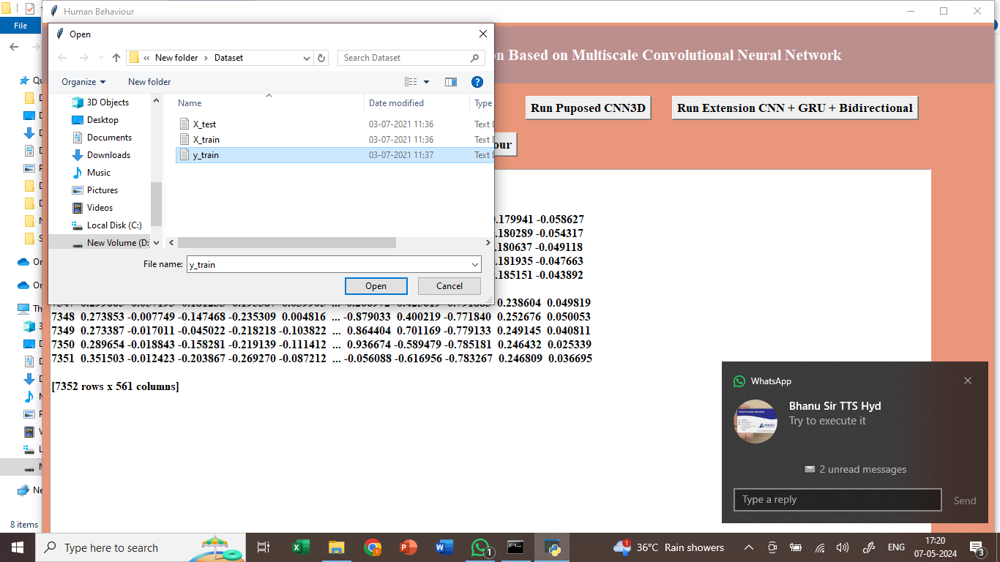 Human Behaviour
File
Open
on Based on Multiscale Convolutional Neural Network
« New folder › Dataset
Search Dataset
Organize
New folder
Run Puposed CNN3D
Run Extension CNN + GRU + Bidirectional
our
Name
Date modified
Type
3D Objects
Desktop
Documents
Downloads
Music
Pictures
Videos
Local Disk (C:)
New Volume (D:
X_test 03-07-2021 11:36 Text
X_train 03-07-2021 11:36 Text
y_train 03-07-2021 11:37 Text
File name: y_train
Open
Cancel
.179941 -0.058627
.180289 -0.054317
.180637 -0.049118
.181935 -0.047663
.185151 -0.043892
0.238604 0.049819
7348 0.273853 -0.007749 -0.147468 -0.235309 0.004816 ... -0.879033 0.400219 -0.771840 0.252676 0.050053
7349 0.273387 -0.017011 -0.045022 -0.218218 -0.103822 ... 0.864404 0.701169 -0.779133 0.249145 0.040811
7350 0.289654 -0.018843 -0.158281 -0.219139 -0.111412 ... 0.936674 -0.589479 -0.785181 0.246432 0.025339
7351 0.351503 -0.012423 -0.203867 -0.269270 -0.087212 ... -0.056088 -0.616956 -0.783267 0.246809 0.036695
[7352 rows x 561 columns]
WhatsApp
Bhanu Sir TTS Hyd
Try to execute it
2 unread messages
Type a reply
Send
8 items
Type here to search
36°C Rain showers
ENG
17:20
07-05-2024